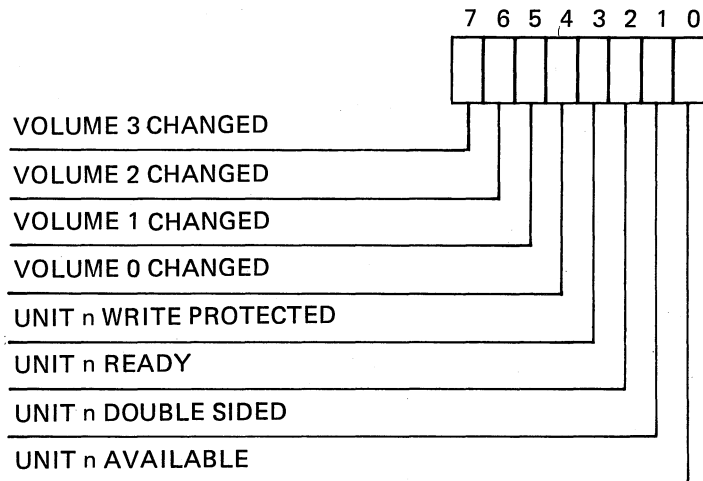 7 6 5 4 3 2 1 0
VOLUME 3 CHANGED
VOLUME 2 CHANGED
VOLUME 1 CHANGED
VOLUME 0 CHANGED
UNIT n WRITE PROTECTED
UNIT n READY
UNIT n DOUBLE SIDED
UNIT n AVAILABLE